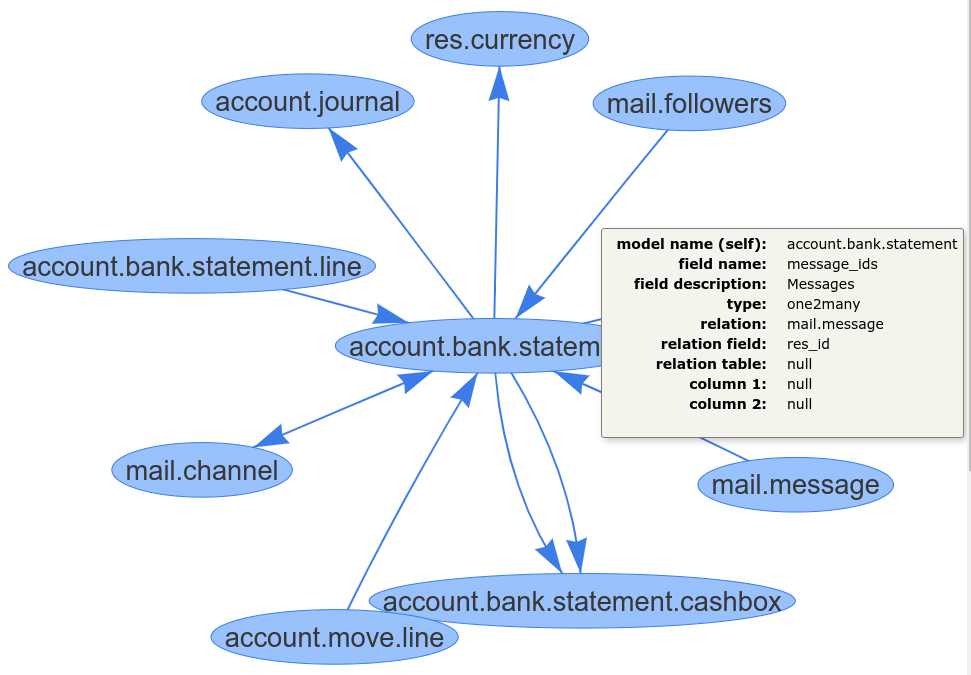 res.currency
account.journal
mail.followers
model name (self): account.bank.statement
field name: message_ids
field description: Messages
type: one2many
relation: mail.message
relation field: res_id
relation table: null
column 1: null
column 2: null
account.bank.statement.line
account.bank.statem
mail.channel
mail.message
account.bank.statement.cashbox
account.move.line